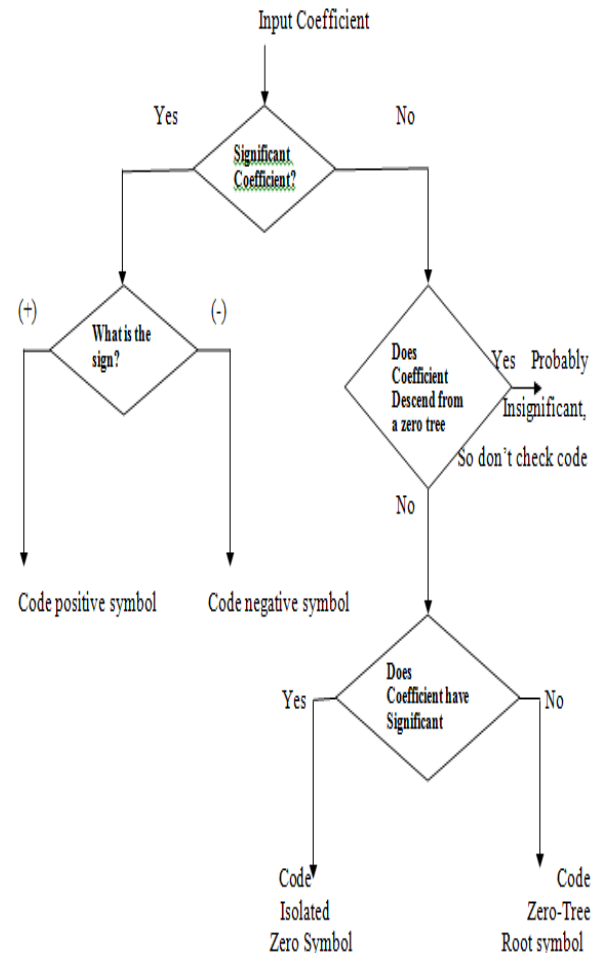 Input Coefficient
Yes
No
Significant
Coefficient?
(+)
(-)
What is the
sign?
Does
Coefficient
Descend from
a zero tree
Yes Probably
Insignificant,
So don't check code
No
Code positive symbol
Code negative symbol
Does
Coefficient have
Significant
Yes
No
Code
Isolated
Zero Symbol
Code
Zero-Tree
Root symbol